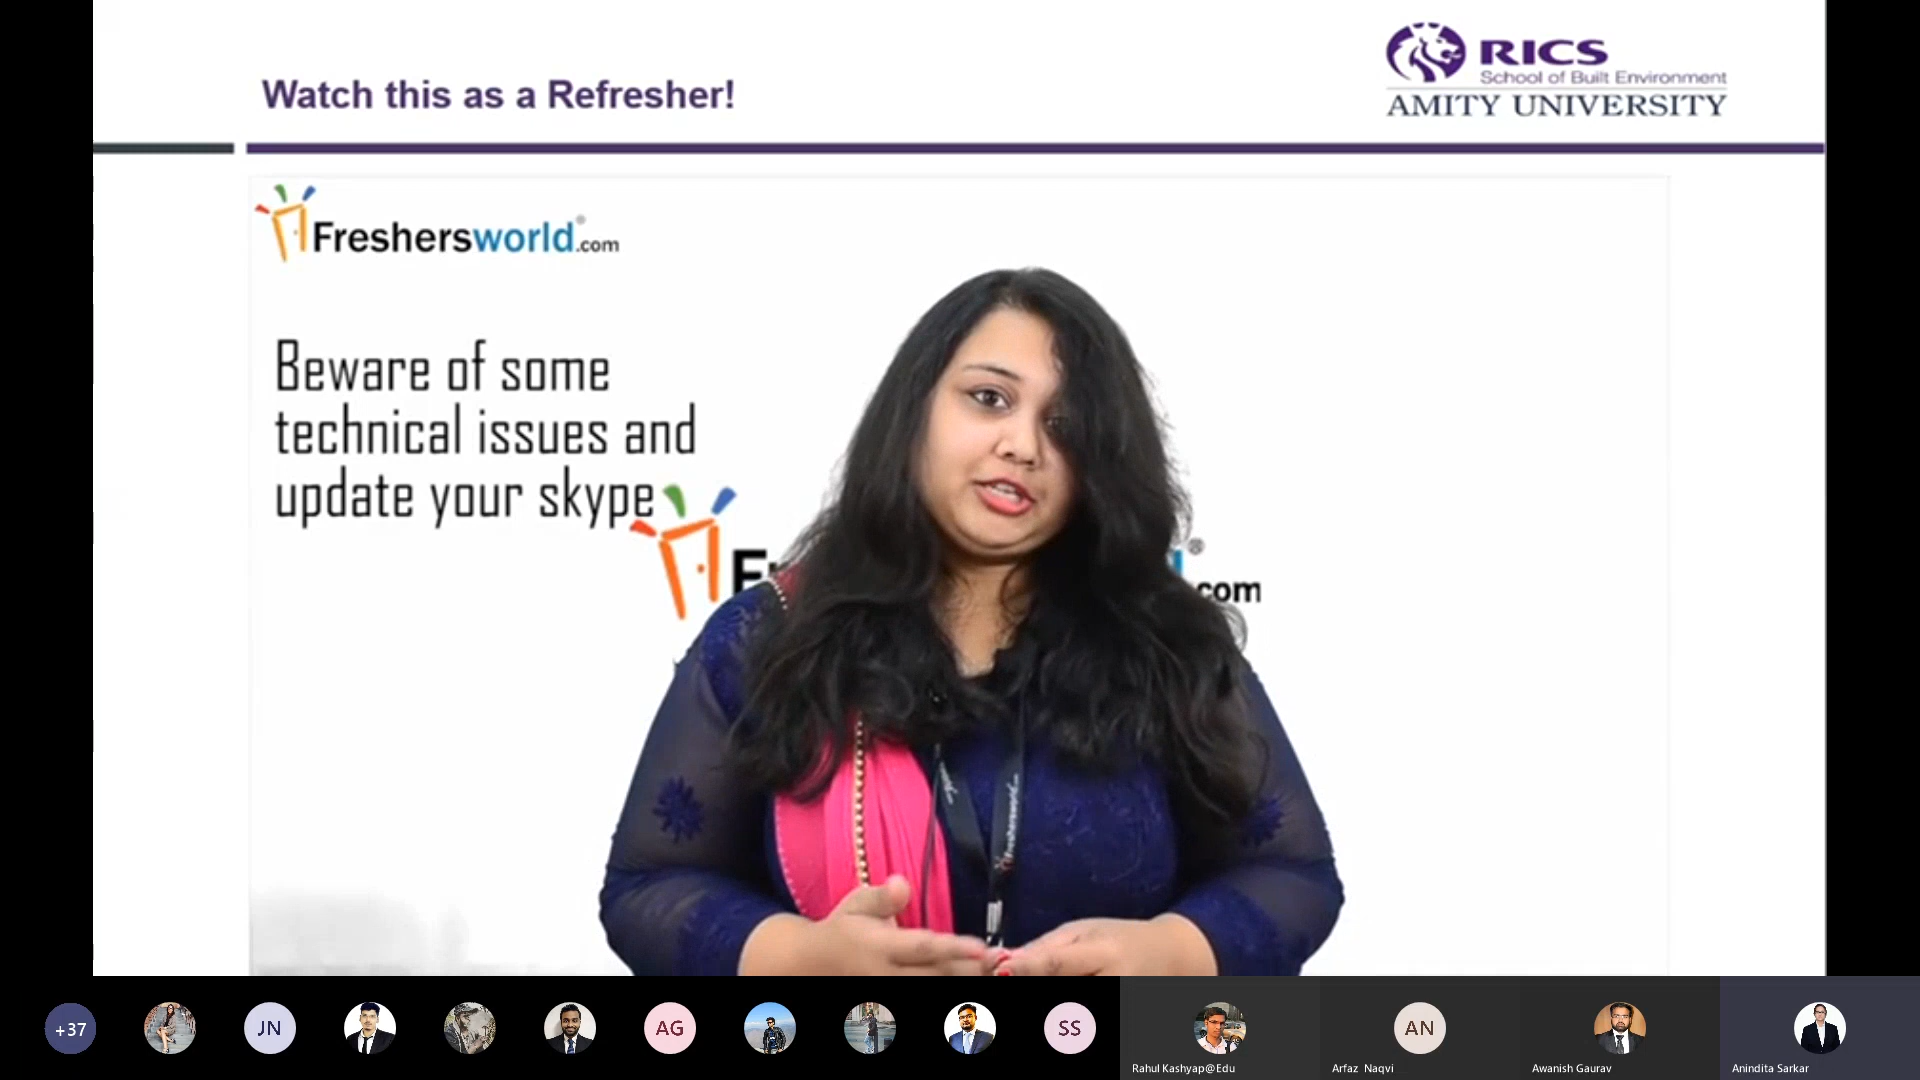 Watch this as a Refresher!
RICS
School of Built Environment
AMITY UNIVERSITY
Freshersworld.com
Beware of some
technical issues and
update your skype
®
.com
Freshersworld
+37
JN
AG
SS
AN
Rahul Kashyap@Edu
Arfaz Naqvi
Awanish Gaurav
Anindita Sarkar